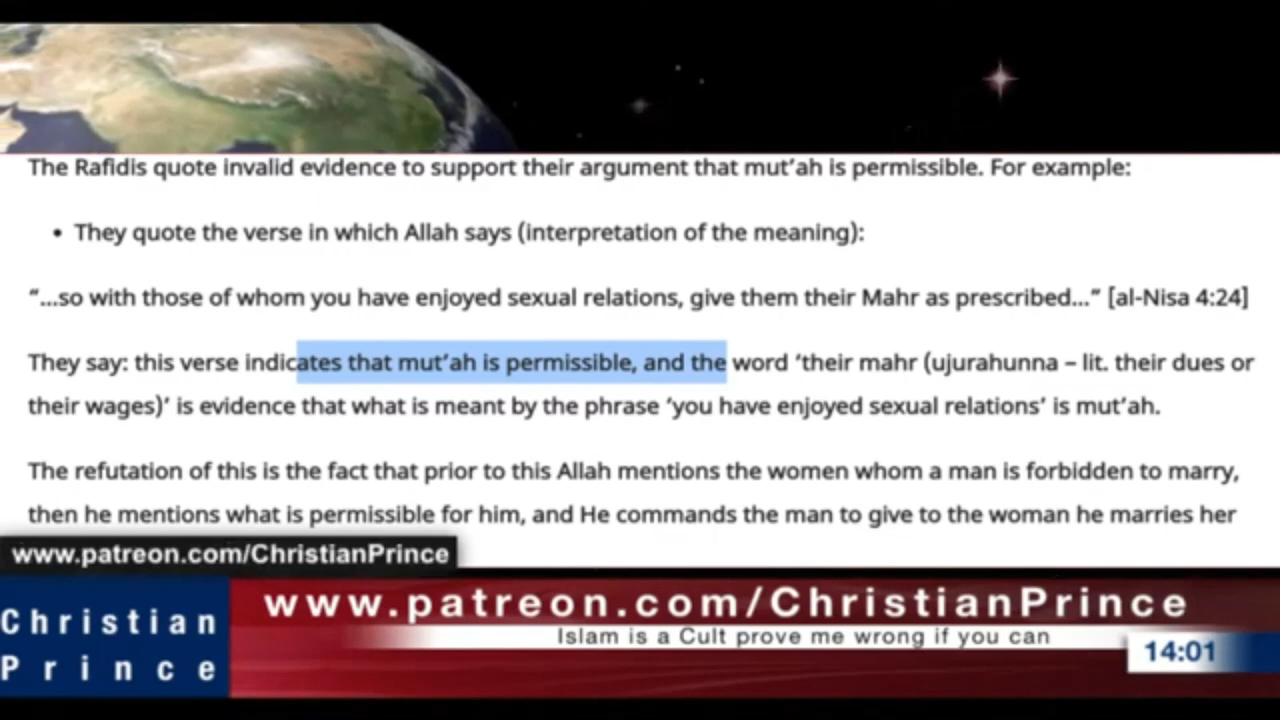 The Rafidis quote invalid evidence to support their argument that mut’ah is permissible. For example:
• They quote the verse in which Allah says (interpretation of the meaning):
“...so with those of whom you have enjoyed sexual relations, give them their Mahr as prescribed...” [al-Nisa 4:24]
They say: this verse indicates that mut’ah is permissible, and the word ‘their mahr (ujurahunna – lit. their dues or
their wages)’ is evidence that what is meant by the phrase ‘you have enjoyed sexual relations’ is mut’ah.
The refutation of this is the fact that prior to this Allah mentions the women whom a man is forbidden to marry,
then he mentions what is permissible for him, and He commands the man to give to the woman he marries her
www.patreon.com/ChristianPrince
www.patreon.com/ChristianPrince
Islam is a Cult prove me wrong if you can
Christian
Prince
14:01